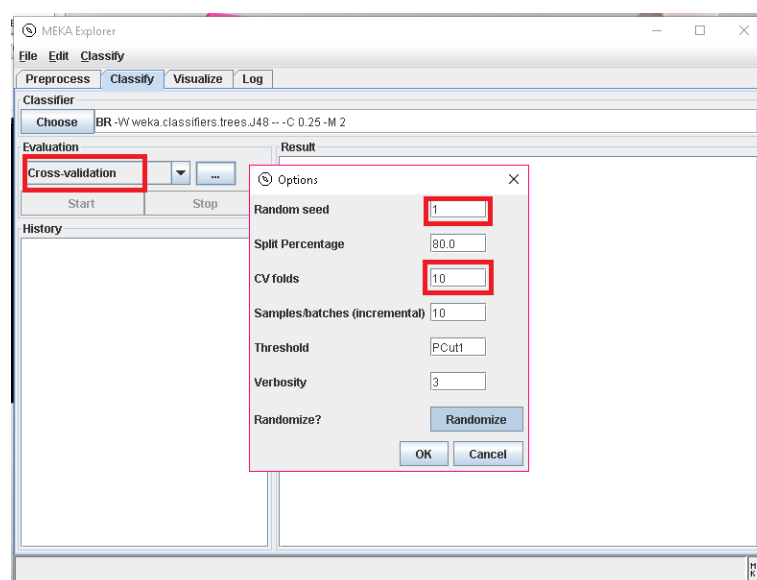 MEKA Explorer
File Edit Classify
Preprocess Classify Visualize Log
Classifier
Choose BR -W weka.classifiers.trees.J48 -- -C 0.25 -M 2
Evaluation Result
Cross-validation ...
Start Stop
History
Options
Random seed 1
Split Percentage 80.0
CV folds 10
Samples/batches (incremental) 10
Threshold PCut1
Verbosity 3
Randomize? Randomize
OK Cancel